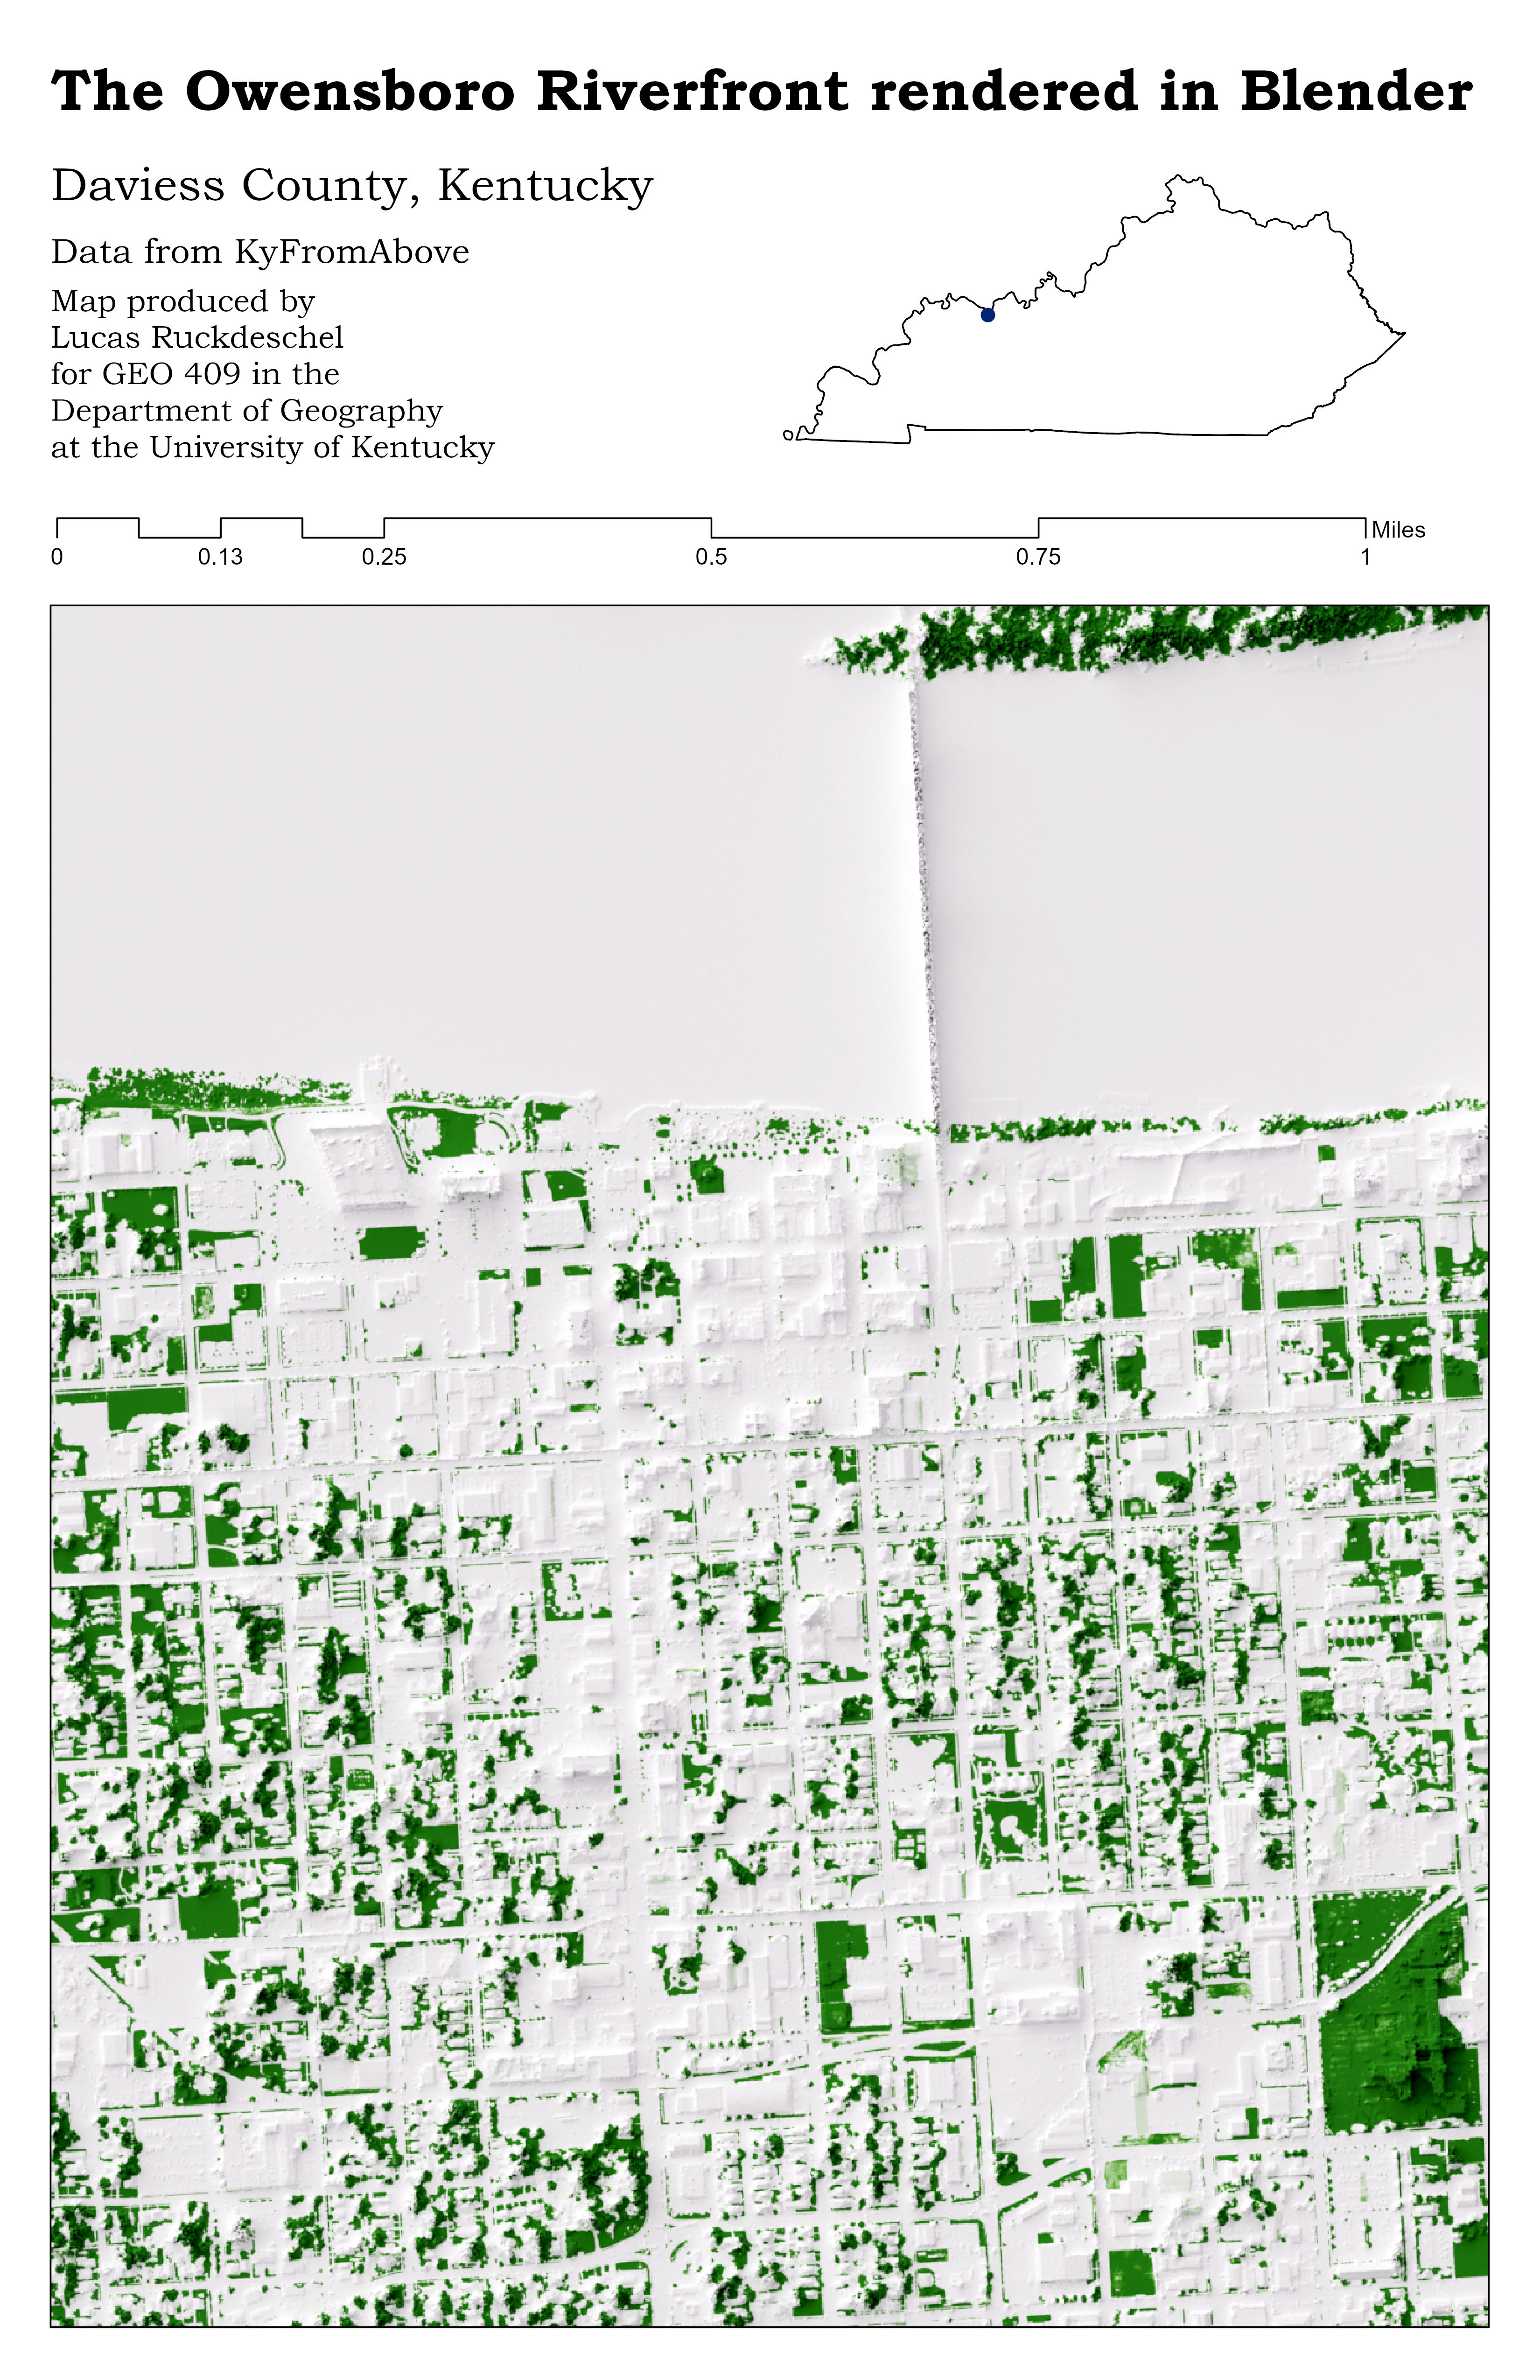 The Owensboro Riverfront rendered in Blender
Daviess County, Kentucky
Data from KyFromAbove
Map produced by
Lucas Ruckdeschel
for GEO 409 in the
Department of Geography
at the University of Kentucky
Miles
0 0.13 0.25 0.5 0.75 1